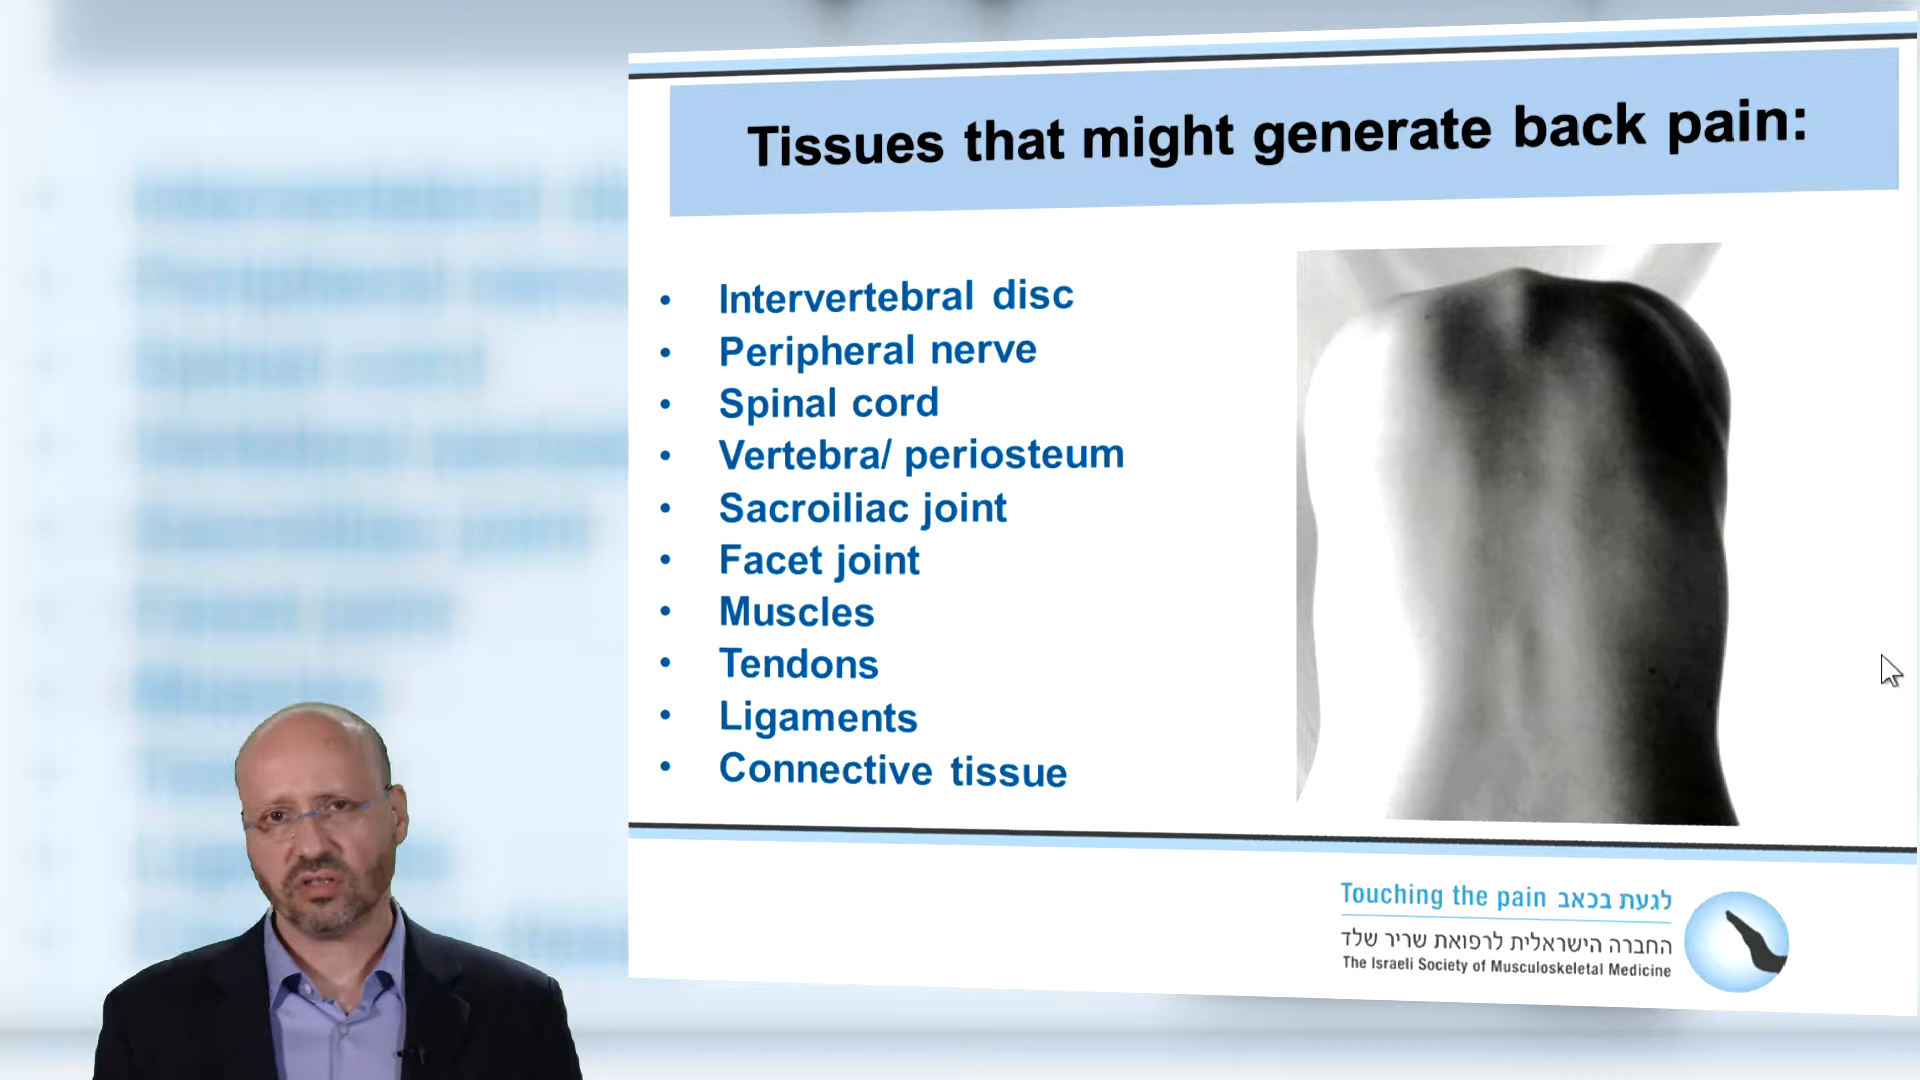 Tissues that might generate back pain:
• Intervertebral disc
• Peripheral nerve
• Spinal cord
• Vertebra/ periosteum
• Sacroiliac joint
• Facet joint
• Muscles
• Tendons
• Ligaments
• Connective tissue
Touching the pain לגעת בכאב
החברה הישראלית לרפואת שריר שלד
The Israeli Society of Musculoskeletal Medicine